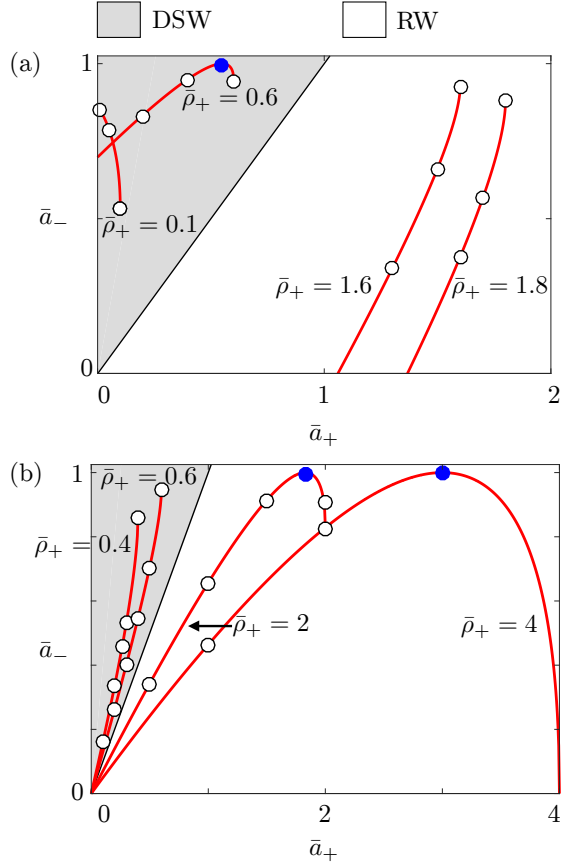 DSW RW
(a)
1
ρ̄₊ = 0.6
ā₋
ρ̄₊ = 0.1
ρ̄₊ = 1.6 ρ̄₊ = 1.8
0
0 1 2
ā₊
(b)
1
ρ̄₊ = 0.6
ρ̄₊ = 0.4
ā₋
ρ̄₊ = 2 ρ̄₊ = 4
0
0 2 4
ā₊